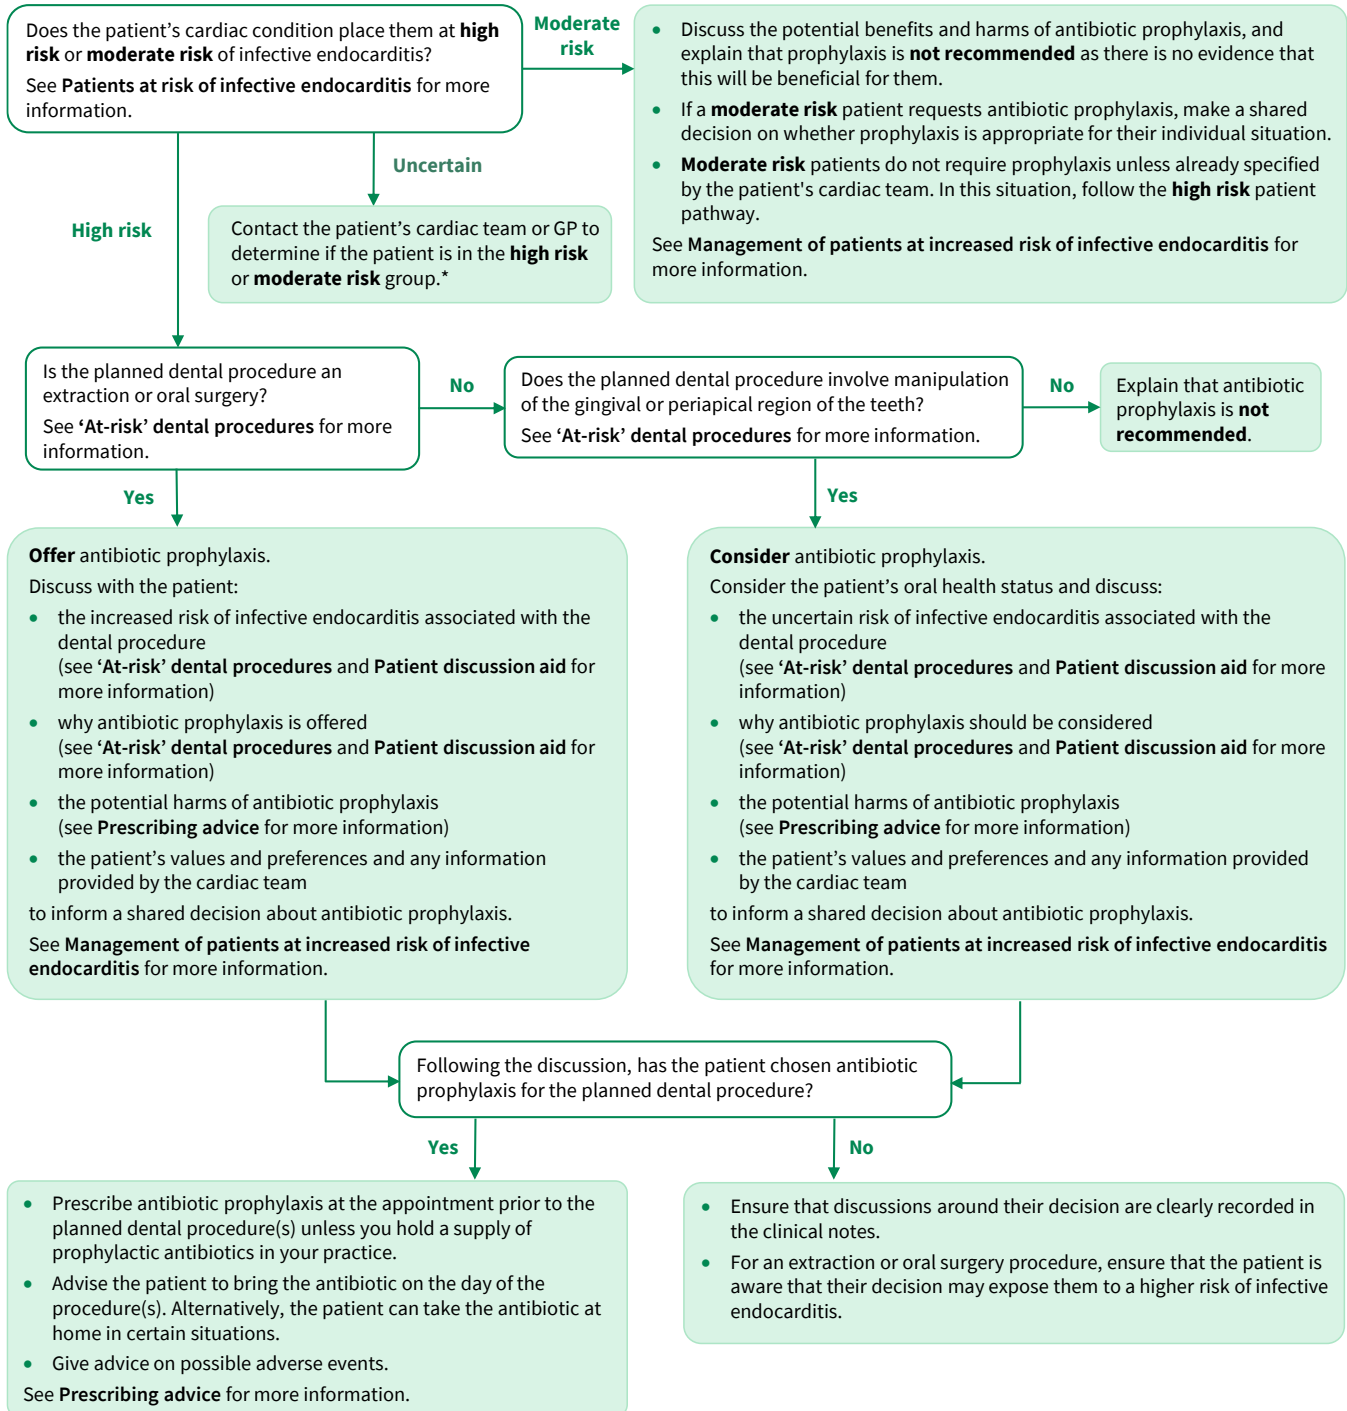 Does the patient’s cardiac condition place them at high
risk or moderate risk of infective endocarditis?
See Patients at risk of infective endocarditis for more
information.
Moderate
risk
• Discuss the potential benefits and harms of antibiotic prophylaxis, and
explain that prophylaxis is not recommended as there is no evidence that
this will be beneficial for them.
• If a moderate risk patient requests antibiotic prophylaxis, make a shared
decision on whether prophylaxis is appropriate for their individual situation.
• Moderate risk patients do not require prophylaxis unless already specified
by the patient's cardiac team. In this situation, follow the high risk patient
pathway.
See Management of patients at increased risk of infective endocarditis for
more information.
Uncertain
High risk
Contact the patient’s cardiac team or GP to
determine if the patient is in the high risk
or moderate risk group.*
Is the planned dental procedure an
extraction or oral surgery?
See ‘At-risk’ dental procedures for more
information.
No
Does the planned dental procedure involve manipulation
of the gingival or periapical region of the teeth?
See ‘At-risk’ dental procedures for more information.
No
Explain that antibiotic
prophylaxis is not
recommended.
Yes
Yes
Offer antibiotic prophylaxis.
Discuss with the patient:
• the increased risk of infective endocarditis associated with the
dental procedure
(see ‘At-risk’ dental procedures and Patient discussion aid for
more information)
• why antibiotic prophylaxis is offered
(see ‘At-risk’ dental procedures and Patient discussion aid for
more information)
• the potential harms of antibiotic prophylaxis
(see Prescribing advice for more information)
• the patient’s values and preferences and any information
provided by the cardiac team
to inform a shared decision about antibiotic prophylaxis.
See Management of patients at increased risk of infective
endocarditis for more information.
Consider antibiotic prophylaxis.
Consider the patient’s oral health status and discuss:
• the uncertain risk of infective endocarditis associated with the
dental procedure
(see ‘At-risk’ dental procedures and Patient discussion aid for more
information)
• why antibiotic prophylaxis should be considered
(see ‘At-risk’ dental procedures and Patient discussion aid for more
information)
• the potential harms of antibiotic prophylaxis
(see Prescribing advice for more information)
• the patient’s values and preferences and any information provided
by the cardiac team
to inform a shared decision about antibiotic prophylaxis.
See Management of patients at increased risk of infective endocarditis
for more information.
Following the discussion, has the patient chosen antibiotic
prophylaxis for the planned dental procedure?
Yes
No
• Prescribe antibiotic prophylaxis at the appointment prior to the
planned dental procedure(s) unless you hold a supply of
prophylactic antibiotics in your practice.
• Advise the patient to bring the antibiotic on the day of the
procedure(s). Alternatively, the patient can take the antibiotic at
home in certain situations.
• Give advice on possible adverse events.
See Prescribing advice for more information.
• Ensure that discussions around their decision are clearly recorded in
the clinical notes.
• For an extraction or oral surgery procedure, ensure that the patient is
aware that their decision may expose them to a higher risk of infective
endocarditis.